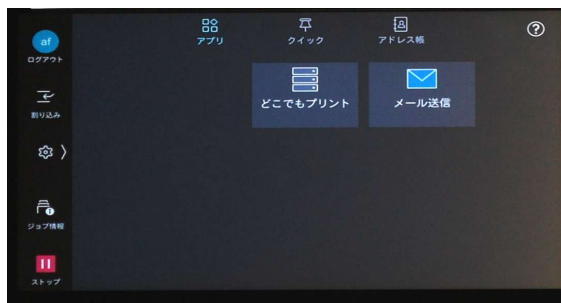 af
ログアウト
割り込み
ジョブ情報
ストップ
アプリ
クイック
アドレス帳
?
どこでもプリント
メール送信